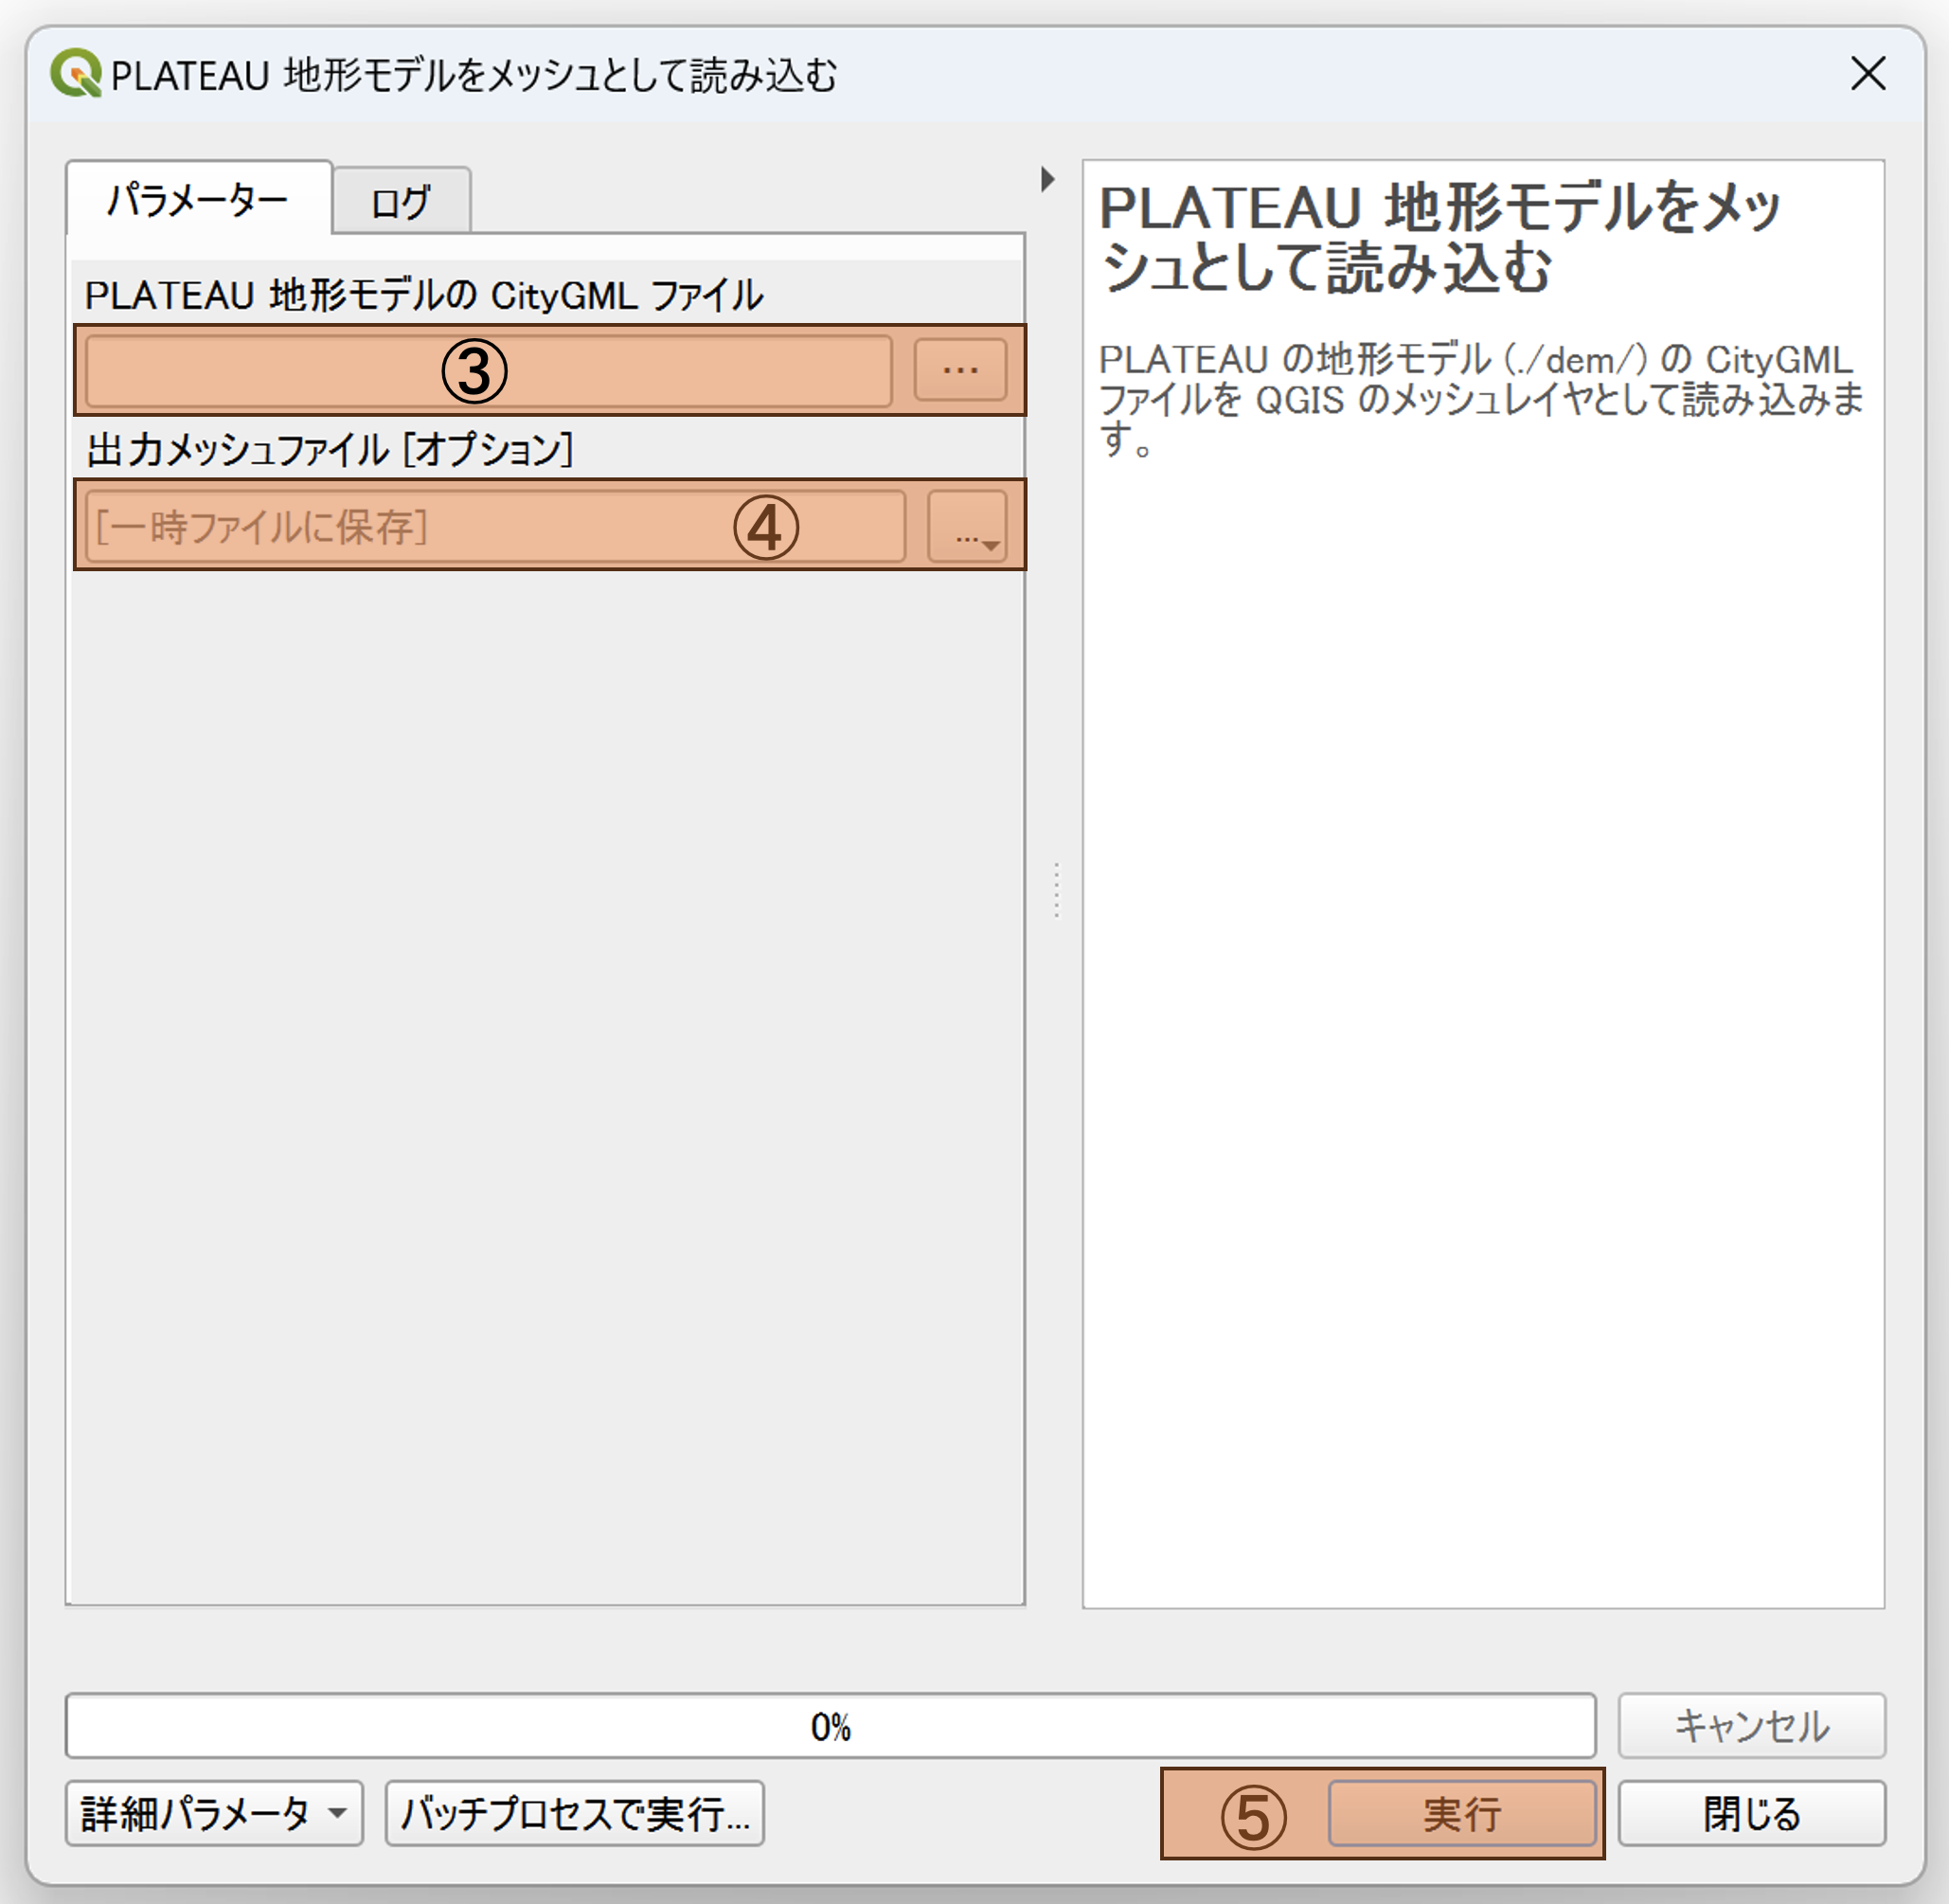 PLATEAU 地形モデルをメッシュとして読み込む
パラメーター
ログ
PLATEAU 地形モデルの CityGML ファイル
③
...
出力メッシュファイル [オプション]
[一時ファイルに保存]
④
...
PLATEAU 地形モデルをメッ
シュとして読み込む
PLATEAU の地形モデル (./dem/) の CityGML
ファイルを QGIS のメッシュレイヤとして読み込みま
す。
0%
キャンセル
詳細パラメータ
バッチプロセスで実行...
⑤
実行
閉じる